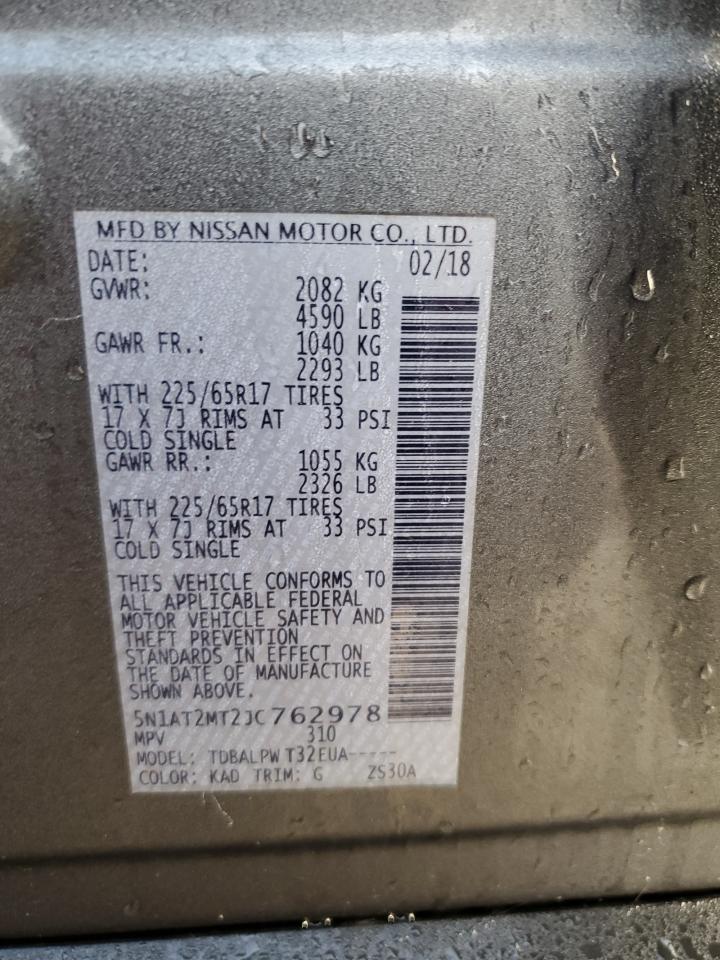 MFD BY NISSAN MOTOR CO., LTD.
DATE: 02/18
GVWR: 2082 KG
4590 LB
GAWR FR.: 1040 KG
2293 LB
WITH 225/65R17 TIRES
17 X 7J RIMS AT 33 PSI
COLD SINGLE
GAWR RR.: 1055 KG
2326 LB
WITH 225/65R17 TIRES
17 X 7J RIMS AT 33 PSI
COLD SINGLE
THIS VEHICLE CONFORMS TO
ALL APPLICABLE FEDERAL
MOTOR VEHICLE SAFETY AND
THEFT PREVENTION
STANDARDS IN EFFECT ON
THE DATE OF MANUFACTURE
SHOWN ABOVE.
5N1AT2MT2JC762978
MPV 310
MODEL: TDBALPW T32EUA-----
COLOR: KAD TRIM: G ZS30A